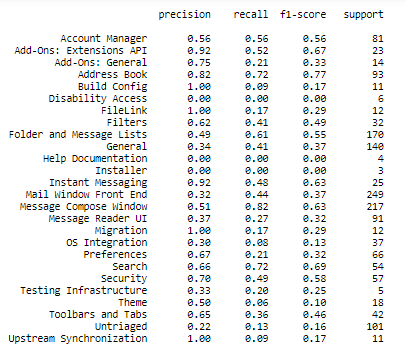 precision recall f1-score support
Account Manager 0.56 0.56 0.56 81
Add-Ons: Extensions API 0.92 0.52 0.67 23
Add-Ons: General 0.75 0.21 0.33 14
Address Book 0.82 0.72 0.77 93
Build Config 1.00 0.09 0.17 11
Disability Access 0.00 0.00 0.00 6
FileLink 1.00 0.17 0.29 12
Filters 0.62 0.41 0.49 32
Folder and Message Lists 0.49 0.61 0.55 170
General 0.34 0.41 0.37 140
Help Documentation 0.00 0.00 0.00 4
Installer 0.00 0.00 0.00 3
Instant Messaging 0.92 0.48 0.63 25
Mail Window Front End 0.32 0.44 0.37 249
Message Compose Window 0.51 0.82 0.63 217
Message Reader UI 0.37 0.27 0.32 91
Migration 1.00 0.17 0.29 12
OS Integration 0.30 0.08 0.13 37
Preferences 0.67 0.21 0.32 66
Search 0.66 0.72 0.69 54
Security 0.70 0.49 0.58 57
Testing Infrastructure 0.33 0.20 0.25 5
Theme 0.50 0.06 0.10 18
Toolbars and Tabs 0.65 0.36 0.46 42
Untriaged 0.22 0.13 0.16 101
Upstream Synchronization 1.00 0.09 0.17 11